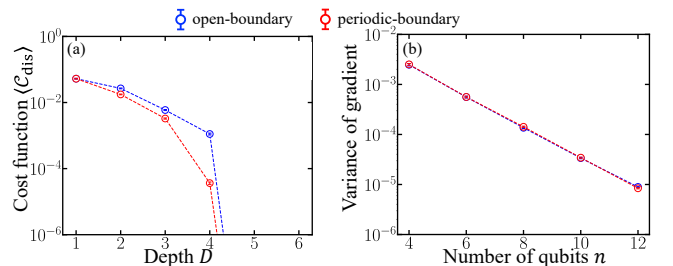 open-boundary periodic-boundary
(a)
Cost function ⟨C_dis⟩
10^0
10^-2
10^-4
10^-6
1 2 3 4 5 6
Depth D
(b)
Variance of gradient
10^-2
10^-3
10^-4
10^-5
10^-6
4 6 8 10 12
Number of qubits n